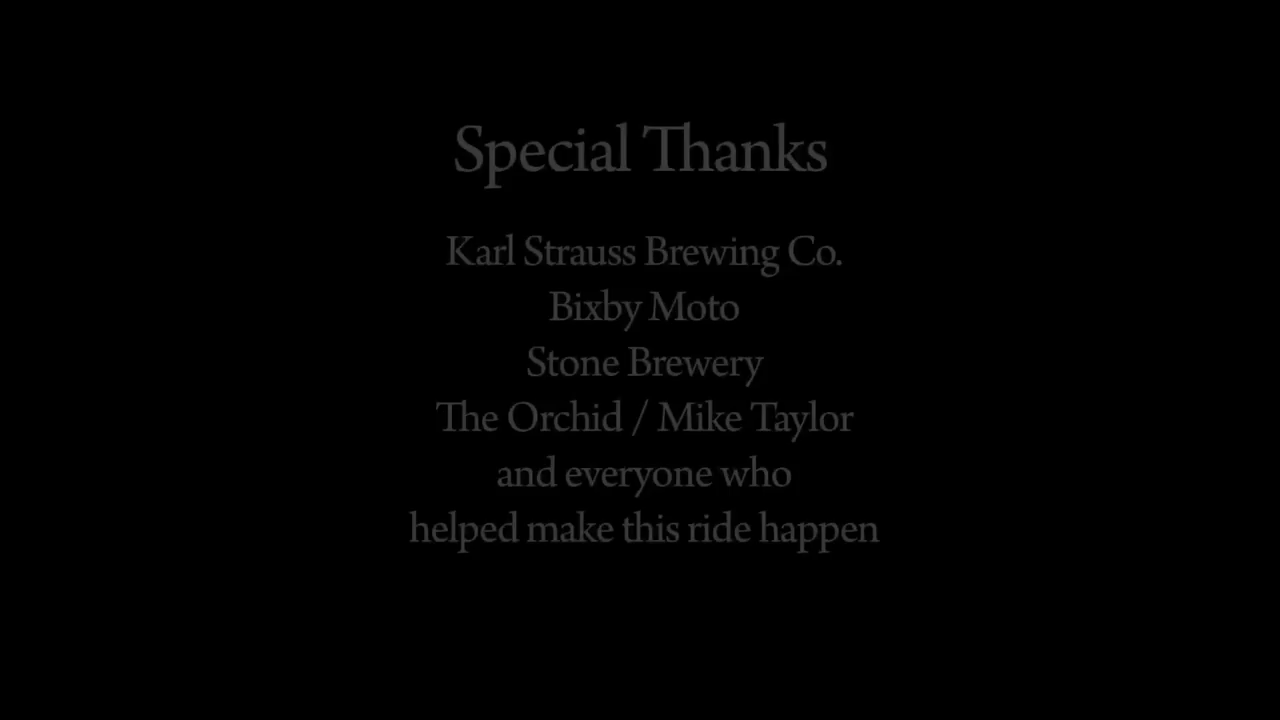 Special Thanks
Karl Strauss Brewing Co.
Bixby Moto
Stone Brewery
The Orchid / Mike Taylor
and everyone who
helped make this ride happen